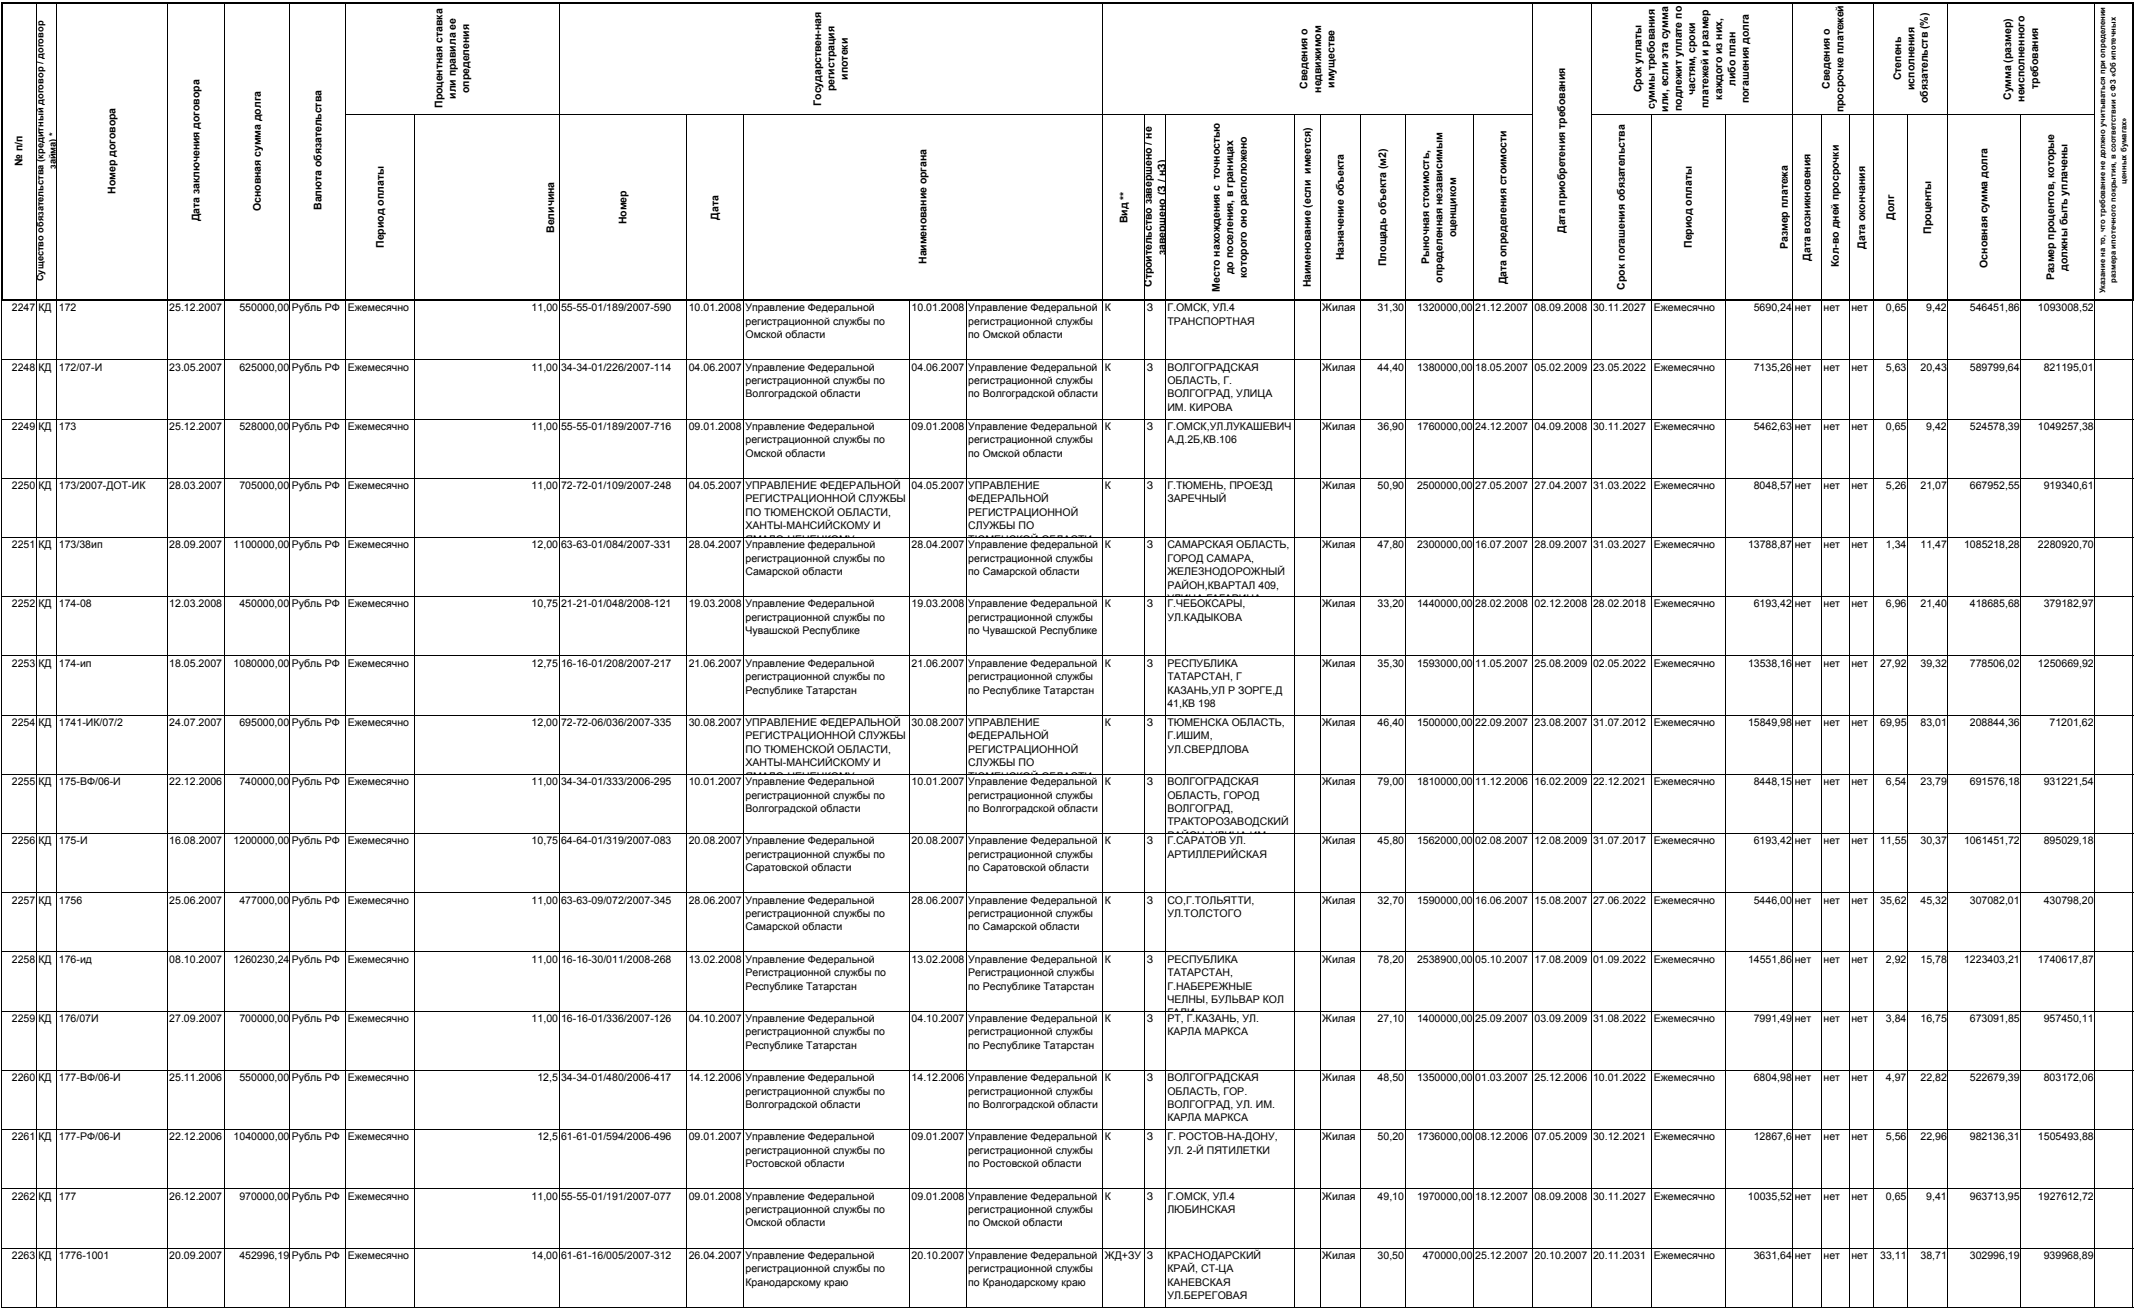 № п/п
Существо обязательства (кредитный договор / договор
займа) *
Номер договора
Дата заключения договора
Основная сумма долга
Валюта обязательства
Процентная ставка
или правила ее
определения
Период оплаты
Величина
Государствен-ная
регистрация
ипотеки
Номер
Дата
Наименование органа
Сведения о
недвижимом
имуществе
Вид **
Строительство завершено / не
завершено (З / нЗ)
Место нахождения с точностью
до поселения, в границах
которого оно расположено
Наименование (если имеется)
Назначение объекта
Площадь объекта (м2)
Рыночная стоимость,
определенная независимым
оценщиком
Дата определения стоимости
Дата приобретения требования
Срок уплаты
суммы требования
или, если эта сумма
подлежит уплате по
частям, сроки
платежей и размер
каждого из них,
либо план
погашения долга
Срок погашения обязательства
Период оплаты
Размер платежа
Сведения о
просрочке платежей
Дата возникновения
Кол-во дней просрочки
Дата окончания
Степень
исполнения
обязательств (%)
Долг
Проценты
Сумма (размер)
неисполненного
требования
Основная сумма долга
Размер процентов, которые
должны быть уплачены
Указание на то, что требование не должно учитываться при определении
размера ипотечного покрытия, в соответствии с ФЗ «Об ипотечных
ценных бумагах»
2247 КД 172 25.12.2007 550000,00 Рубль РФ Ежемесячно 11,00 55-55-01/189/2007-590 10.01.2008 Управление Федеральной 10.01.2008 Управление Федеральной К З Г.ОМСК, УЛ.4 Жилая 31,30 1320000,00 21.12.2007 08.09.2008 30.11.2027 Ежемесячно 5690,24 нет нет нет 0,65 9,42 546451,86 1093008,52
регистрационной службы по регистрационной службы ТРАНСПОРТНАЯ
Омской области по Омской области
2248 КД 172/07-И 23.05.2007 625000,00 Рубль РФ Ежемесячно 11,00 34-34-01/226/2007-114 04.06.2007 Управление Федеральной 04.06.2007 Управление Федеральной К З ВОЛГОГРАДСКАЯ Жилая 44,40 1380000,00 18.05.2007 05.02.2009 23.05.2022 Ежемесячно 7135,26 нет нет нет 5,63 20,43 589799,64 821195,01
регистрационной службы по регистрационной службы ОБЛАСТЬ, Г.
Волгоградской области по Волгоградской области ВОЛГОГРАД, УЛИЦА
ИМ. КИРОВА
2249 КД 173 25.12.2007 528000,00 Рубль РФ Ежемесячно 11,00 55-55-01/189/2007-716 09.01.2008 Управление Федеральной 09.01.2008 Управление Федеральной К З Г.ОМСК,УЛ.ЛУКАШЕВИЧ Жилая 36,90 1760000,00 24.12.2007 04.09.2008 30.11.2027 Ежемесячно 5462,63 нет нет нет 0,65 9,42 524578,39 1049257,38
регистрационной службы по регистрационной службы А,Д.2Б,КВ.106
Омской области по Омской области
2250 КД 173/2007-ДОТ-ИК 28.03.2007 705000,00 Рубль РФ Ежемесячно 11,00 72-72-01/109/2007-248 04.05.2007 УПРАВЛЕНИЕ ФЕДЕРАЛЬНОЙ 04.05.2007 УПРАВЛЕНИЕ К З Г.ТЮМЕНЬ, ПРОЕЗД Жилая 50,90 2500000,00 27.05.2007 27.04.2007 31.03.2022 Ежемесячно 8048,57 нет нет нет 5,26 21,07 667952,55 919340,61
РЕГИСТРАЦИОННОЙ СЛУЖБЫ ФЕДЕРАЛЬНОЙ ЗАРЕЧНЫЙ
ПО ТЮМЕНСКОЙ ОБЛАСТИ, РЕГИСТРАЦИОННОЙ
ХАНТЫ-МАНСИЙСКОМУ И СЛУЖБЫ ПО
2251 КД 173/38ип 28.09.2007 1100000,00 Рубль РФ Ежемесячно 12,00 63-63-01/084/2007-331 28.04.2007 Управление федеральной 28.04.2007 Управление федеральной К З САМАРСКАЯ ОБЛАСТЬ, Жилая 47,80 2300000,00 16.07.2007 28.09.2007 31.03.2027 Ежемесячно 13788,87 нет нет нет 1,34 11,47 1085218,28 2280920,70
регистрационной службы по регистрационной службы ГОРОД САМАРА,
Самарской области по Самарской области ЖЕЛЕЗНОДОРОЖНЫЙ
РАЙОН,КВАРТАЛ 409,
2252 КД 174-08 12.03.2008 450000,00 Рубль РФ Ежемесячно 10,75 21-21-01/048/2008-121 19.03.2008 Управление Федеральной 19.03.2008 Управление Федеральной К З Г.ЧЕБОКСАРЫ, Жилая 33,20 1440000,00 28.02.2008 02.12.2008 28.02.2018 Ежемесячно 6193,42 нет нет нет 6,96 21,40 418685,68 379182,97
регистрационной службы по регистрационной службы УЛ.КАДЫКОВА
Чувашской Республике по Чувашской Республике
2253 КД 174-ип 18.05.2007 1080000,00 Рубль РФ Ежемесячно 12,75 16-16-01/208/2007-217 21.06.2007 Управление Федеральной 21.06.2007 Управление Федеральной К З РЕСПУБЛИКА Жилая 35,30 1593000,00 11.05.2007 25.08.2009 02.05.2022 Ежемесячно 13538,16 нет нет нет 27,92 39,32 778506,02 1250669,92
регистрационной службы по регистрационной службы ТАТАРСТАН, Г
Республике Татарстан по Республике Татарстан КАЗАНЬ,УЛ Р ЗОРГЕ,Д
41,КВ 198
2254 КД 1741-ИК/07/2 24.07.2007 695000,00 Рубль РФ Ежемесячно 12,00 72-72-06/036/2007-335 30.08.2007 УПРАВЛЕНИЕ ФЕДЕРАЛЬНОЙ 30.08.2007 УПРАВЛЕНИЕ К З ТЮМЕНСКА ОБЛАСТЬ, Жилая 46,40 1500000,00 22.09.2007 23.08.2007 31.07.2012 Ежемесячно 15849,98 нет нет нет 69,95 83,01 208844,36 71201,62
РЕГИСТРАЦИОННОЙ СЛУЖБЫ ФЕДЕРАЛЬНОЙ Г.ИШИМ,
ПО ТЮМЕНСКОЙ ОБЛАСТИ, РЕГИСТРАЦИОННОЙ УЛ.СВЕРДЛОВА
ХАНТЫ-МАНСИЙСКОМУ И СЛУЖБЫ ПО
2255 КД 175-ВФ/06-И 22.12.2006 740000,00 Рубль РФ Ежемесячно 11,00 34-34-01/333/2006-295 10.01.2007 Управление Федеральной 10.01.2007 Управление Федеральной К З ВОЛГОГРАДСКАЯ Жилая 79,00 1810000,00 11.12.2006 16.02.2009 22.12.2021 Ежемесячно 8448,15 нет нет нет 6,54 23,79 691576,18 931221,54
регистрационной службы по регистрационной службы ОБЛАСТЬ, ГОРОД
Волгоградской области по Волгоградской области ВОЛГОГРАД,
ТРАКТОРОЗАВОДСКИЙ
2256 КД 175-И 16.08.2007 1200000,00 Рубль РФ Ежемесячно 10,75 64-64-01/319/2007-083 20.08.2007 Управление Федеральной 20.08.2007 Управление Федеральной К З Г.САРАТОВ УЛ. Жилая 45,80 1562000,00 02.08.2007 12.08.2009 31.07.2017 Ежемесячно 6193,42 нет нет нет 11,55 30,37 1061451,72 895029,18
регистрационной службы по регистрационной службы АРТИЛЛЕРИЙСКАЯ
Саратовской области по Саратовской области
2257 КД 1756 25.06.2007 477000,00 Рубль РФ Ежемесячно 11,00 63-63-09/072/2007-345 28.06.2007 Управление Федеральной 28.06.2007 Управление Федеральной К З СО,Г.ТОЛЬЯТТИ, Жилая 32,70 1590000,00 16.06.2007 15.08.2007 27.06.2022 Ежемесячно 5446,00 нет нет нет 35,62 45,32 307082,01 430798,20
регистрационной службы по регистрационной службы УЛ.ТОЛСТОГО
Самарской области по Самарской области
2258 КД 176-ид 08.10.2007 1260230,24 Рубль РФ Ежемесячно 11,00 16-16-30/011/2008-268 13.02.2008 Управление Федеральной 13.02.2008 Управление Федеральной К З РЕСПУБЛИКА Жилая 78,20 2538900,00 05.10.2007 17.08.2009 01.09.2022 Ежемесячно 14551,86 нет нет нет 2,92 15,78 1223403,21 1740617,87
Регистрационной службы по Регистрационной службы ТАТАРСТАН,
Республике Татарстан по Республике Татарстан Г.НАБЕРЕЖНЫЕ
ЧЕЛНЫ, БУЛЬВАР КОЛ
2259 КД 176/07И 27.09.2007 700000,00 Рубль РФ Ежемесячно 11,00 16-16-01/336/2007-126 04.10.2007 Управление Федеральной 04.10.2007 Управление Федеральной К З РТ, Г.КАЗАНЬ, УЛ. Жилая 27,10 1400000,00 25.09.2007 03.09.2009 31.08.2022 Ежемесячно 7991,49 нет нет нет 3,84 16,75 673091,85 957450,11
регистрационной службы по регистрационной службы КАРЛА МАРКСА
Республике Татарстан по Республике Татарстан
2260 КД 177-ВФ/06-И 25.11.2006 550000,00 Рубль РФ Ежемесячно 12,5 34-34-01/480/2006-417 14.12.2006 Управление Федеральной 14.12.2006 Управление Федеральной К З ВОЛГОГРАДСКАЯ Жилая 48,50 1350000,00 01.03.2007 25.12.2006 10.01.2022 Ежемесячно 6804,98 нет нет нет 4,97 22,82 522679,39 803172,06
регистрационной службы по регистрационной службы ОБЛАСТЬ, ГОР.
Волгоградской области по Волгоградской области ВОЛГОГРАД, УЛ. ИМ.
КАРЛА МАРКСА
2261 КД 177-РФ/06-И 22.12.2006 1040000,00 Рубль РФ Ежемесячно 12,5 61-61-01/594/2006-496 09.01.2007 Управление Федеральной 09.01.2007 Управление Федеральной К З Г. РОСТОВ-НА-ДОНУ, Жилая 50,20 1736000,00 08.12.2006 07.05.2009 30.12.2021 Ежемесячно 12867,6 нет нет нет 5,56 22,96 982136,31 1505493,88
регистрационной службы по регистрационной службы УЛ. 2-Й ПЯТИЛЕТКИ
Ростовской области по Ростовской области
2262 КД 177 26.12.2007 970000,00 Рубль РФ Ежемесячно 11,00 55-55-01/191/2007-077 09.01.2008 Управление Федеральной 09.01.2008 Управление Федеральной К З Г.ОМСК, УЛ.4 Жилая 49,10 1970000,00 18.12.2007 08.09.2008 30.11.2027 Ежемесячно 10035,52 нет нет нет 0,65 9,41 963713,95 1927612,72
регистрационной службы по регистрационной службы ЛЮБИНСКАЯ
Омской области по Омской области
2263 КД 1776-1001 20.09.2007 452996,19 Рубль РФ Ежемесячно 14,00 61-61-16/005/2007-312 26.04.2007 Управление Федеральной 20.10.2007 Управление Федеральной ЖД+ЗУ З КРАСНОДАРСКИЙ Жилая 30,50 470000,00 25.12.2007 20.10.2007 20.11.2031 Ежемесячно 3631,64 нет нет нет 33,11 38,71 302996,19 939968,89
регистрационной службы по регистрационной службы КРАЙ, СТ-ЦА
Кранодарскому краю по Кранодарскому краю КАНЕВСКАЯ
УЛ.БЕРЕГОВАЯ